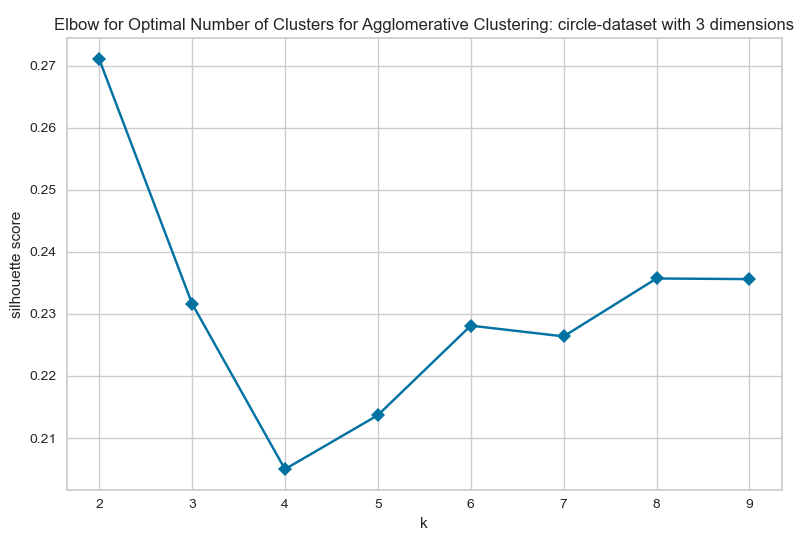 Elbow for Optimal Number of Clusters for Agglomerative Clustering: circle-dataset with 3 dimensions
0.27
0.26
0.25
0.24
0.23
0.22
0.21
silhouette score
2 3 4 5 6 7 8 9
k